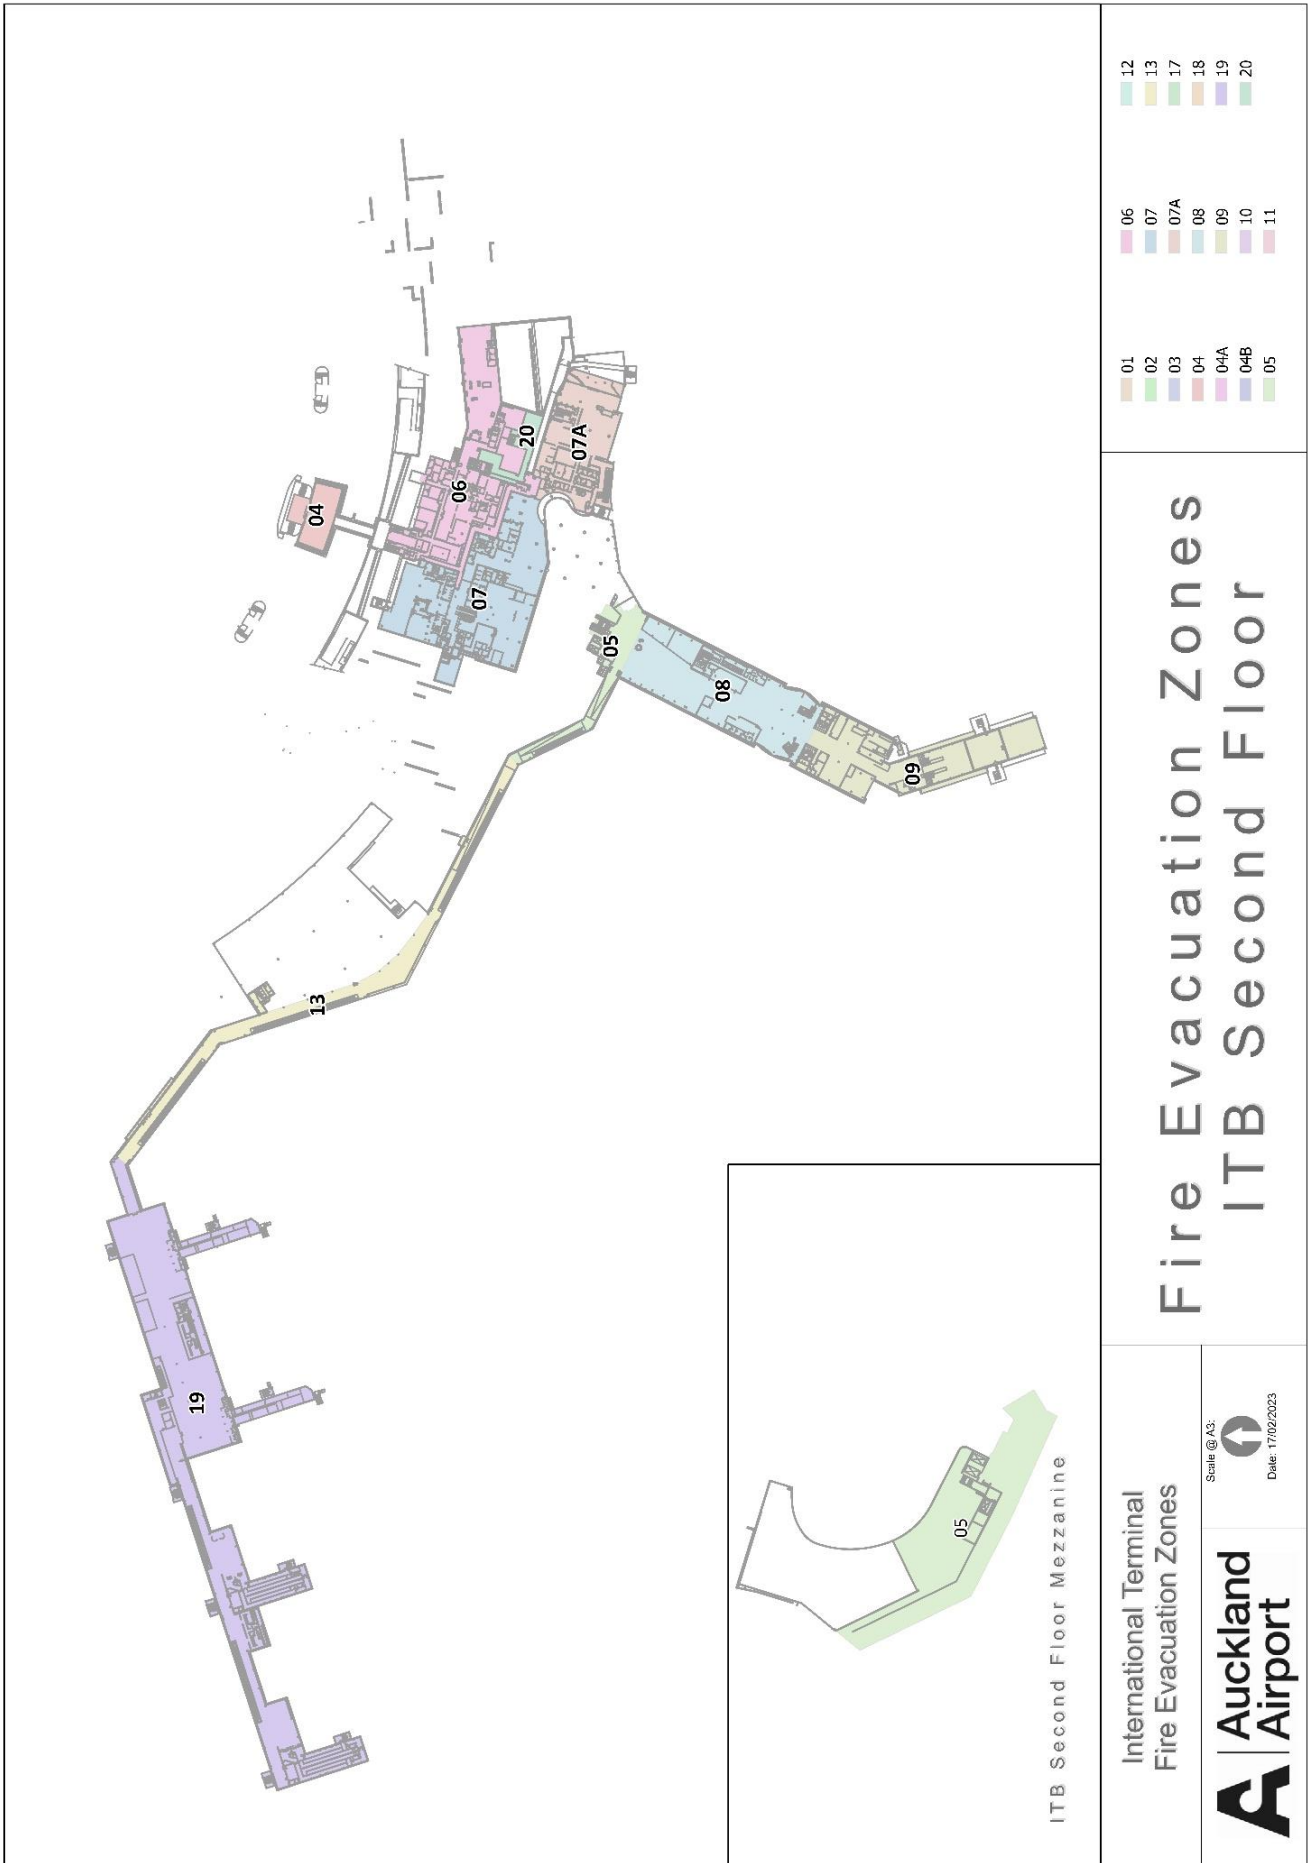 19
13
09
08
05
07
06
04
20
07A
05
ITB Second Floor Mezzanine
International Terminal
Fire Evacuation Zones
Auckland
Airport
Scale @ A3:
Date: 17/02/2023
Fire Evacuation Zones
ITB Second Floor
01
02
03
04
04A
04B
05
06
07
07A
08
09
10
11
12
13
17
18
19
20